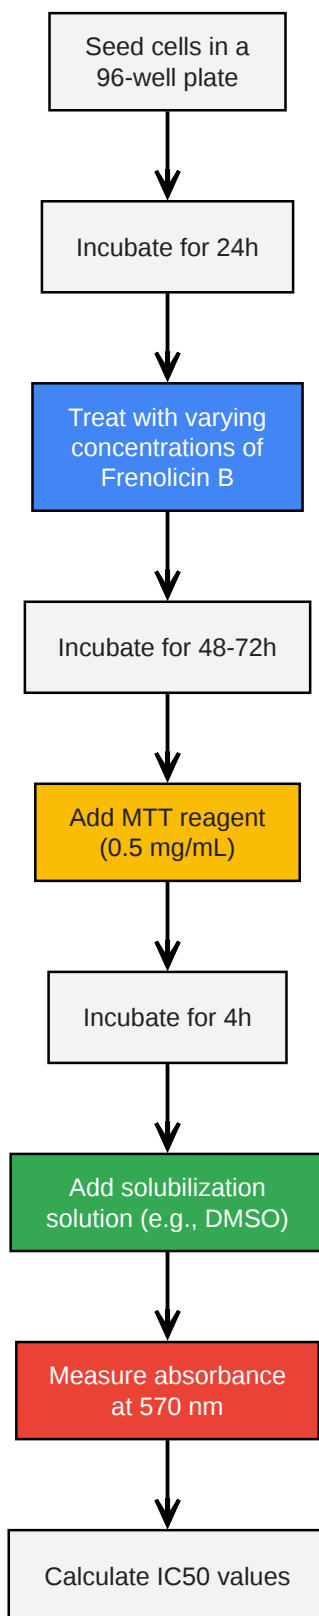 Seed cells in a
96-well plate
Incubate for 24h
Treat with varying
concentrations of
Frenolicin B
Incubate for 48-72h
Add MTT reagent
(0.5 mg/mL)
Incubate for 4h
Add solubilization
solution (e.g., DMSO)
Measure absorbance
at 570 nm
Calculate IC50 values